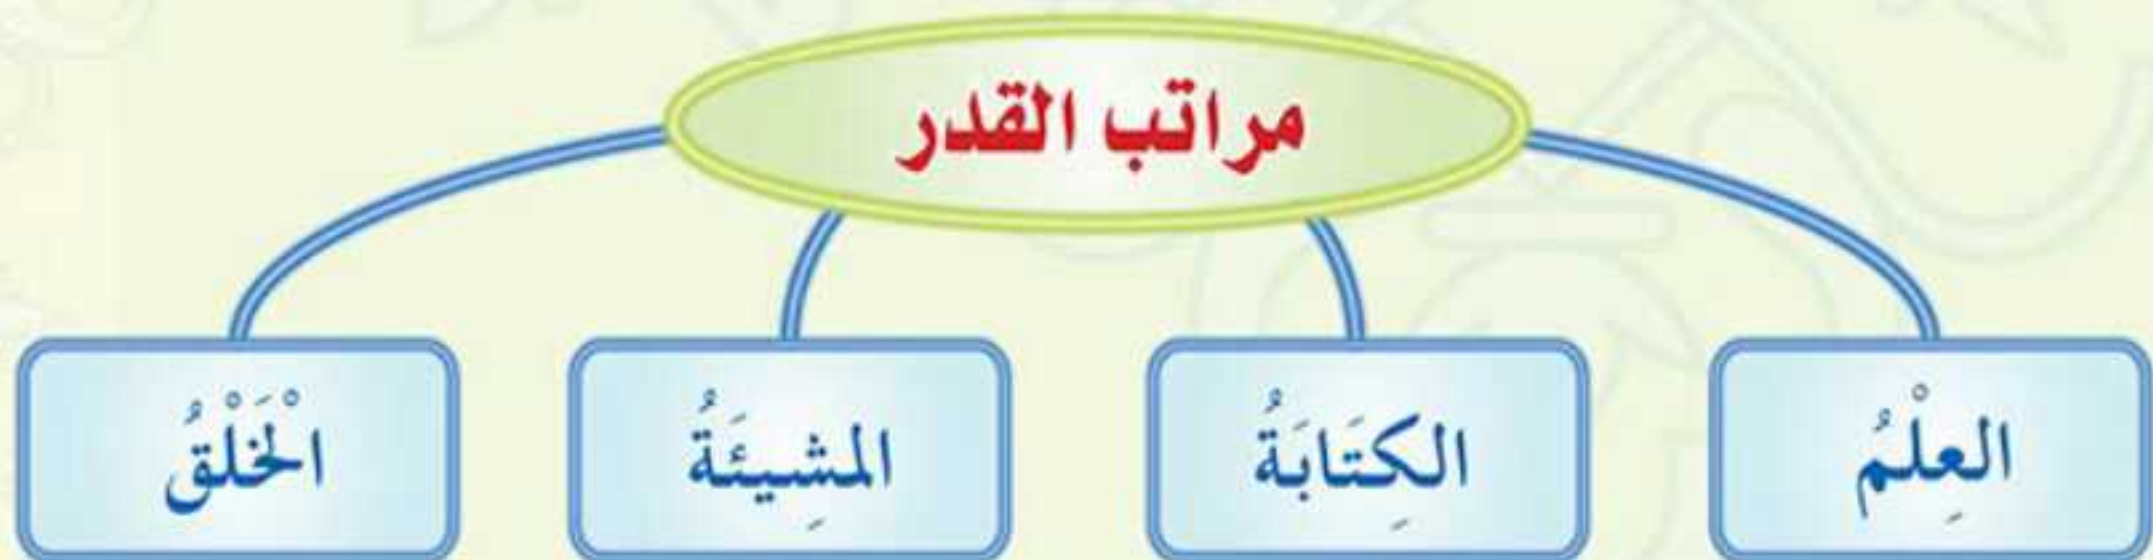 مراتب القدر
العِلْمُ
الكِتَابَةُ
المشِيئَةُ
الْخَلْقُ